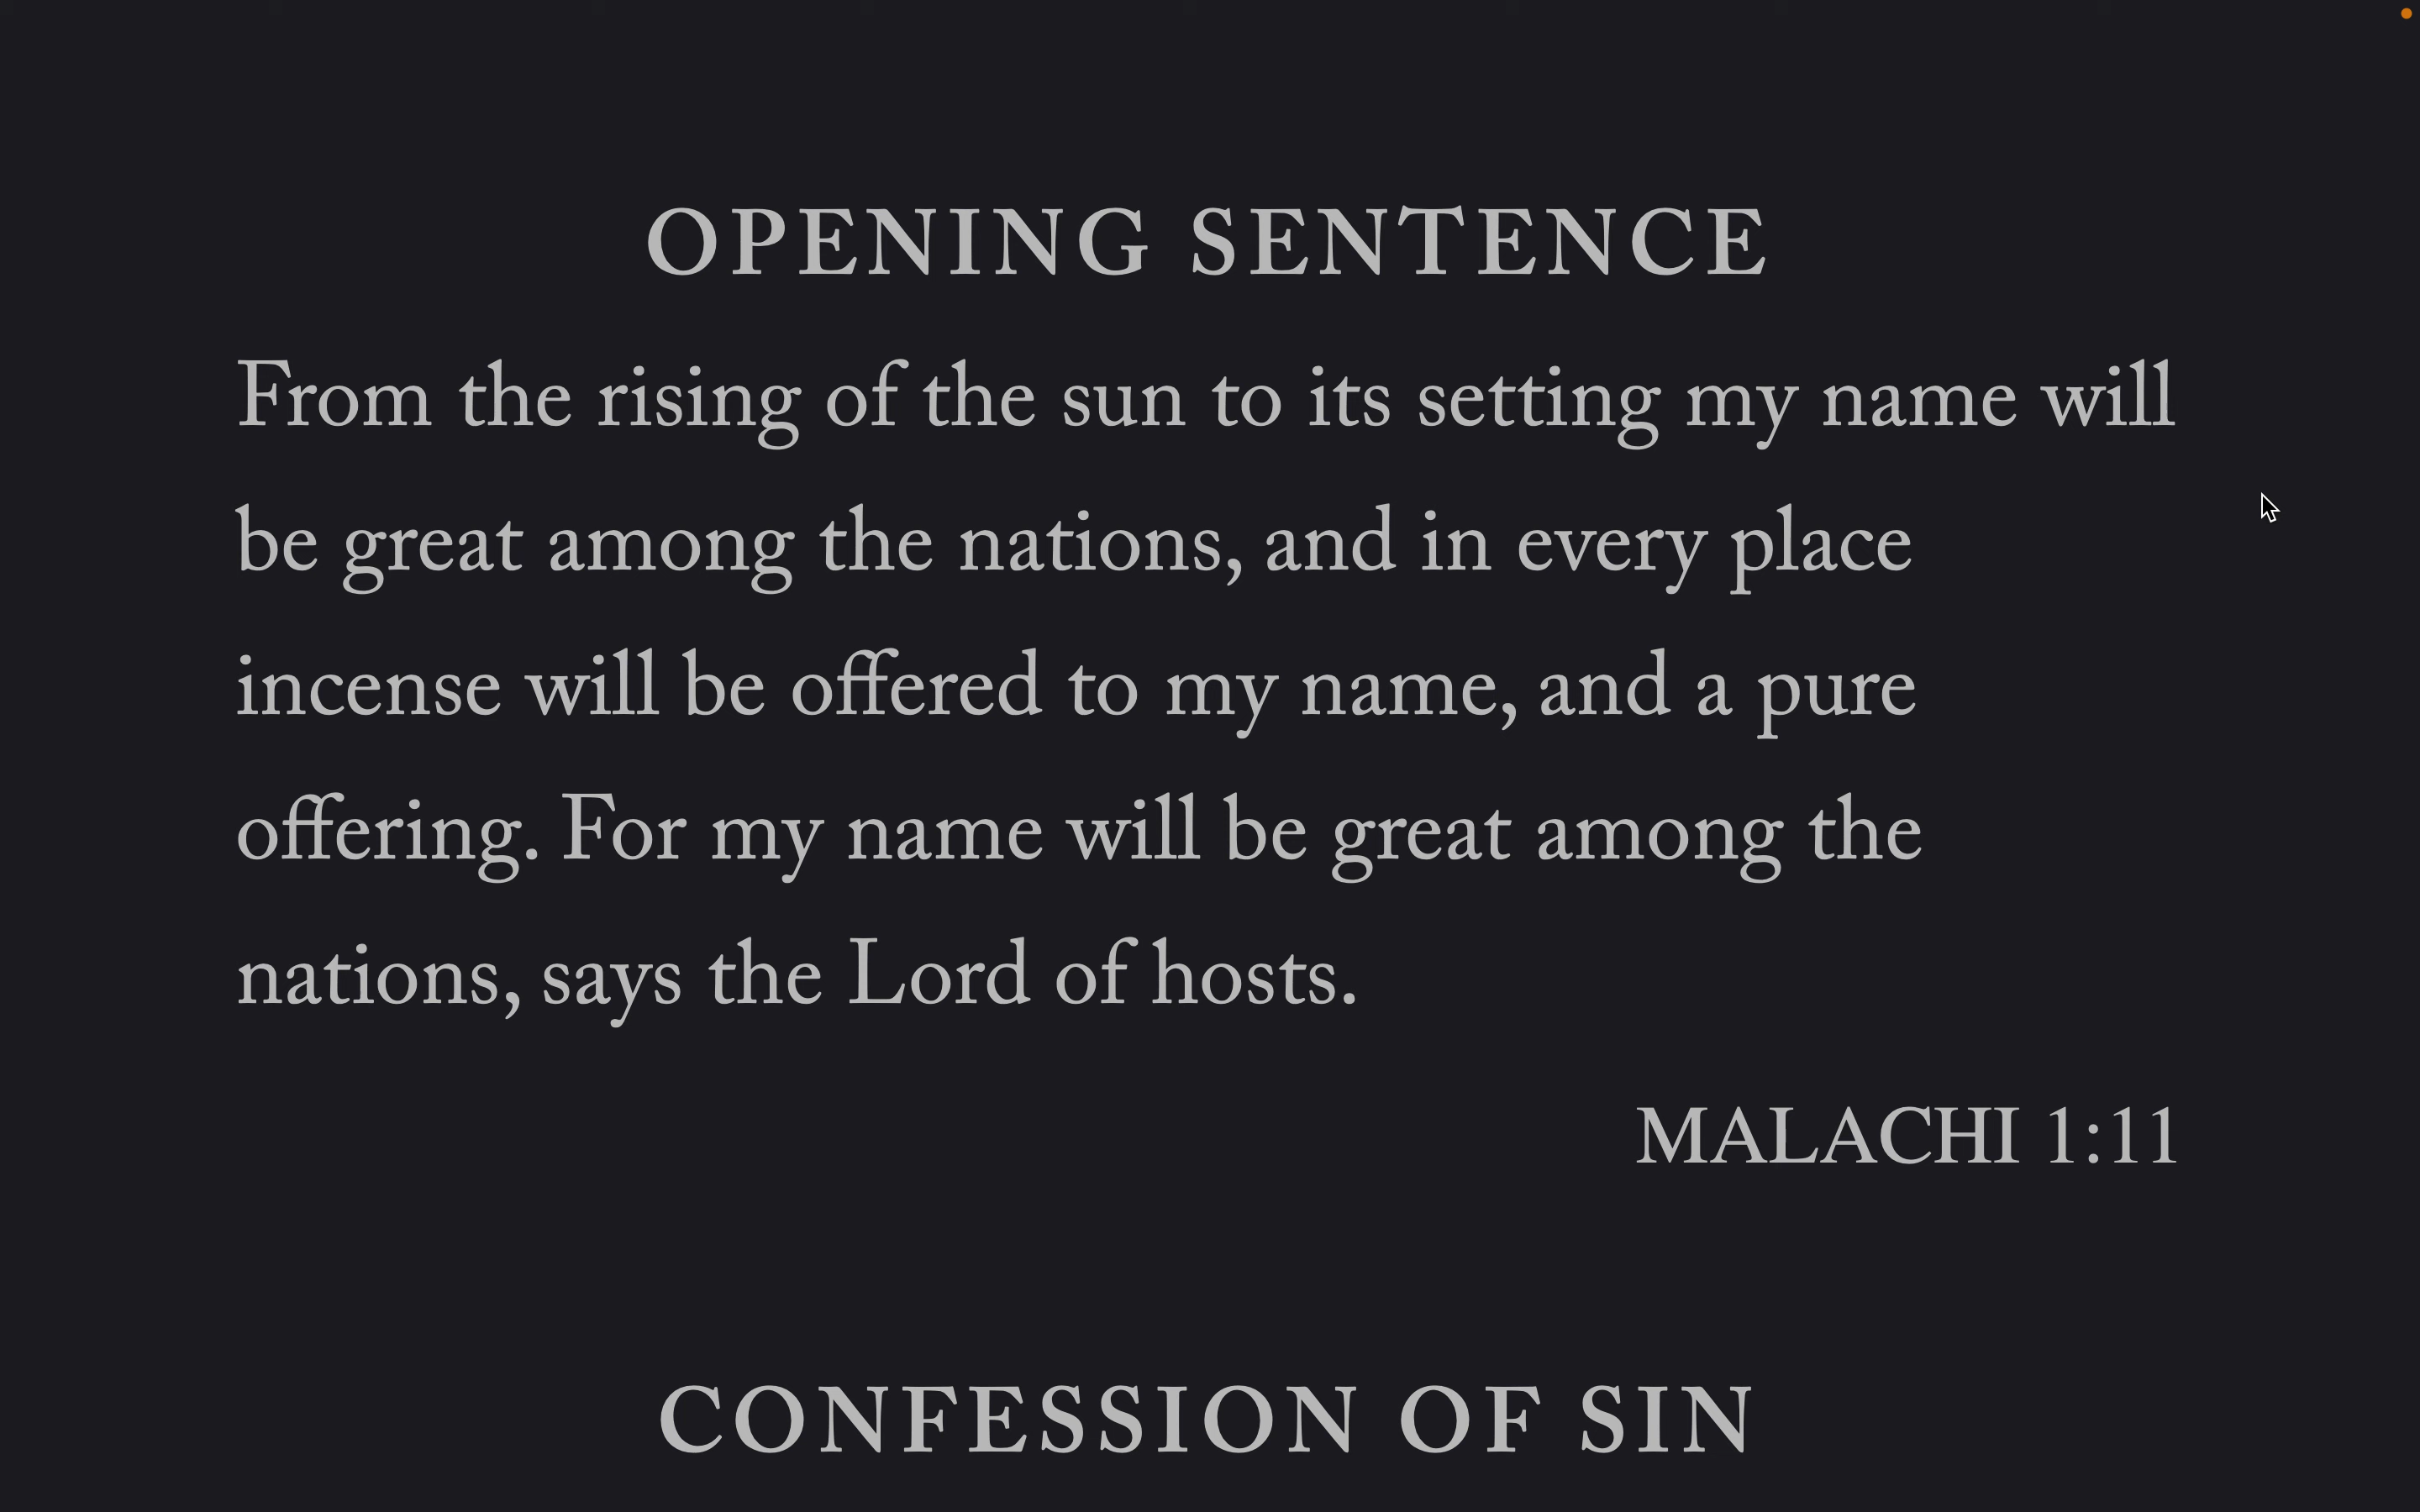 OPENING SENTENCE
From the rising of the sun to its setting my name will
be great among the nations, and in every place
incense will be offered to my name, and a pure
offering. For my name will be great among the
nations, says the Lord of hosts.
MALACHI 1:11
CONFESSION OF SIN